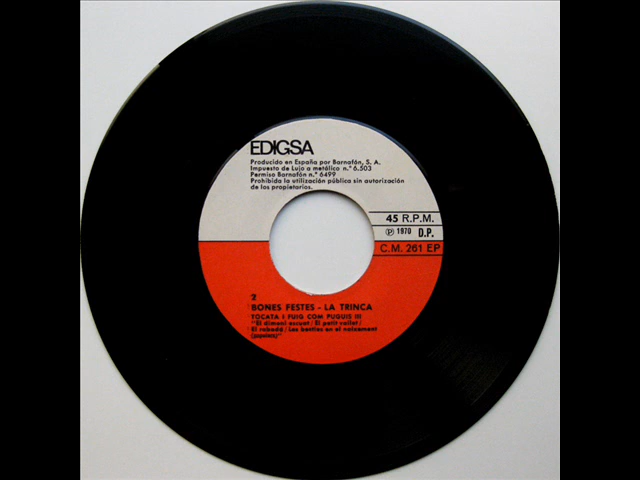 EDIGSA
Producido en España por Barnafón, S. A.
Impuesto de Lujo a metálico n.º 6.503
Permiso Barnafón n.º 6499
Prohibida la utilización pública sin autorización
de los propietarios.
45 R.P.M.
Ⓟ 1970 D.P.
C.M. 261 EP
2
BONES FESTES - LA TRINCA
TOCATA I FUIG COM PUGUIS III
"El dimoni escuat / El petit vailet /
El rabadà / Les besties en el naixement
(populars)"